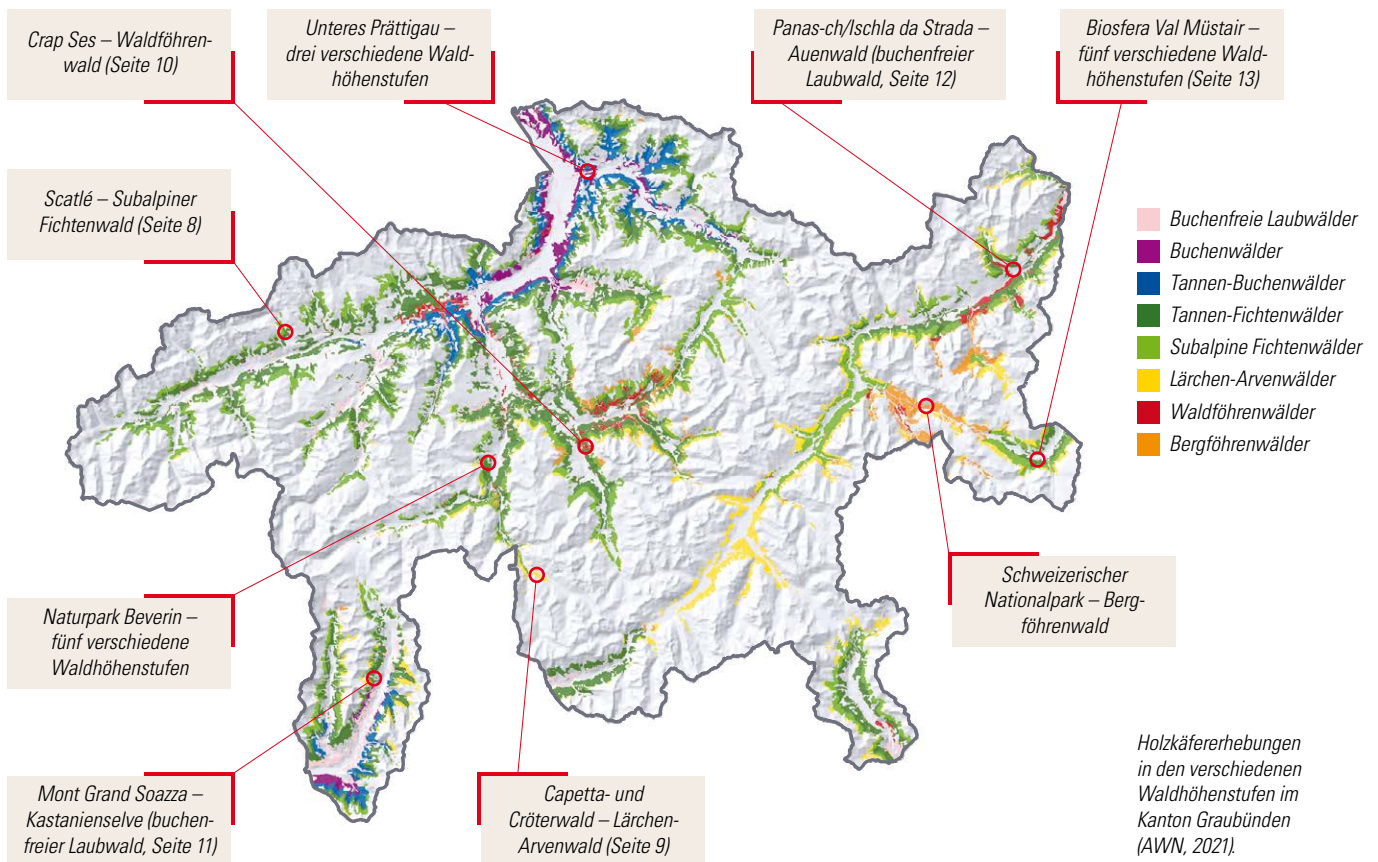 Crap Ses – Waldföhren-
wald (Seite 10)
Unteres Prättigau –
drei verschiedene Wald-
höhenstufen
Panas-ch/Ischla da Strada –
Auenwald (buchenfreier
Laubwald, Seite 12)
Biosfera Val Müstair –
fünf verschiedene Wald-
höhenstufen (Seite 13)
Scatlé – Subalpiner
Fichtenwald (Seite 8)
Buchenfreie Laubwälder
Buchenwälder
Tannen-Buchenwälder
Tannen-Fichtenwälder
Subalpine Fichtenwälder
Lärchen-Arvenwälder
Waldföhrenwälder
Bergföhrenwälder
Naturpark Beverin –
fünf verschiedene
Waldhöhenstufen
Schweizerischer
Nationalpark – Berg-
föhrenwald
Mont Grand Soazza –
Kastanienselve (buchen-
freier Laubwald, Seite 11)
Capetta- und
Cröterwald – Lärchen-
Arvenwald (Seite 9)
Holzkäfererhebungen
in den verschiedenen
Waldhöhenstufen im
Kanton Graubünden
(AWN, 2021).